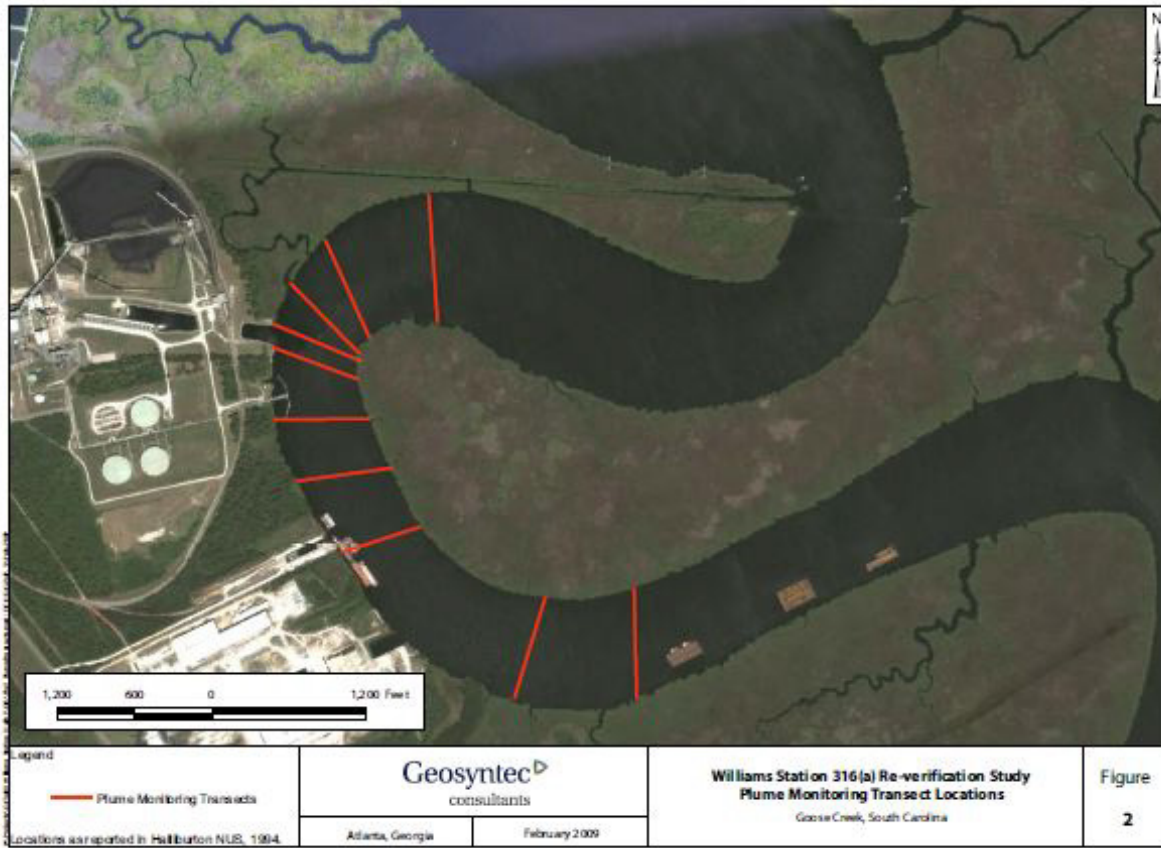 N
1,200 600 0 1,200 Feet
Legend
Plume Monitoring Transects
Locations as reported in Halliburton NUS, 1994.
Geosyntec
consultants
Atlanta, Georgia
February 2009
Williams Station 316(a) Re-verification Study
Plume Monitoring Transect Locations
Goose Creek, South Carolina
Figure
2